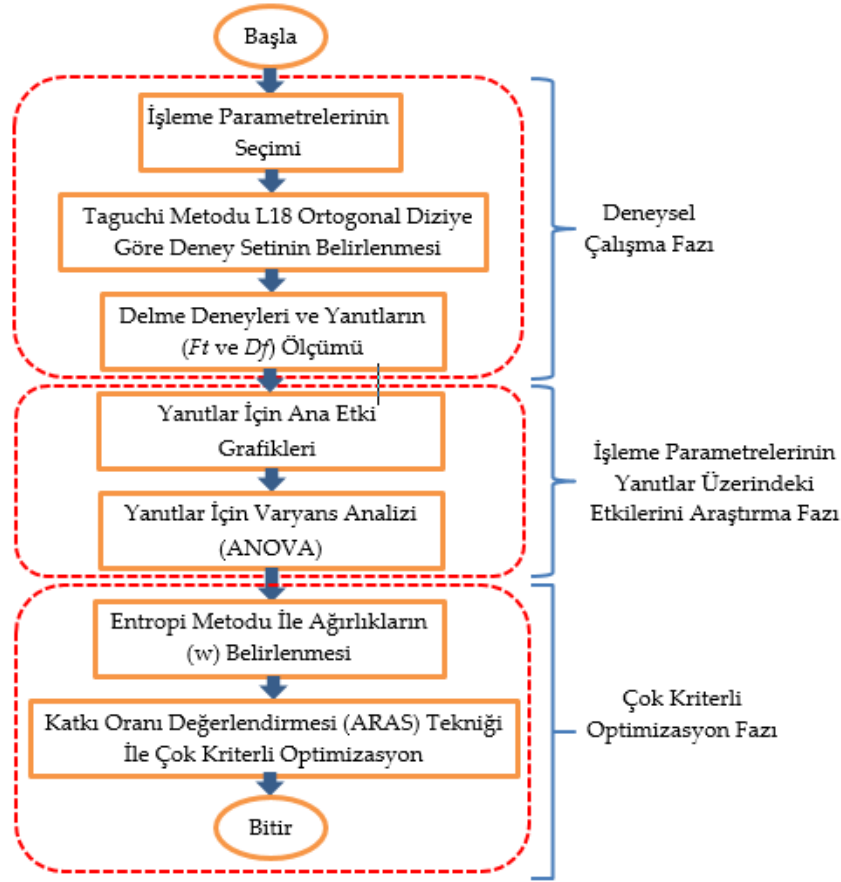 Başla
İşleme Parametrelerinin
Seçimi
Taguchi Metodu L18 Ortogonal Diziye
Göre Deney Setinin Belirlenmesi
Delme Deneyleri ve Yanıtların
(Ft ve Df) Ölçümü
Deneysel
Çalışma Fazı
Yanıtlar İçin Ana Etki
Grafikleri
Yanıtlar İçin Varyans Analizi
(ANOVA)
İşleme Parametrelerinin
Yanıtlar Üzerindeki
Etkilerini Araştırma Fazı
Entropi Metodu İle Ağırlıkların
(w) Belirlenmesi
Katkı Oranı Değerlendirmesi (ARAS) Tekniği
İle Çok Kriterli Optimizasyon
Bitir
Çok Kriterli
Optimizasyon Fazı